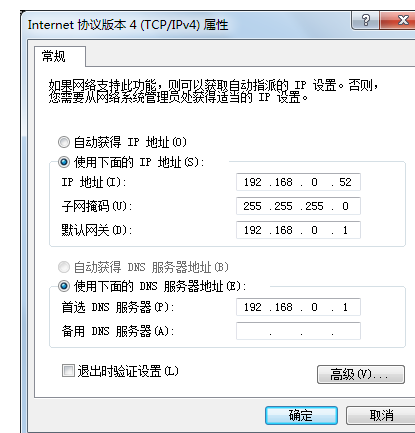 Internet 协议版本 4 (TCP/IPv4) 属性
常规
如果网络支持此功能，则可以获取自动指派的 IP 设置。否则，
您需要从网络系统管理员处获得适当的 IP 设置。
自动获得 IP 地址(O)
使用下面的 IP 地址(S):
IP 地址(I): 192 .168 . 0 . 52
子网掩码(U): 255 .255 .255 . 0
默认网关(D): 192 .168 . 0 . 1
自动获得 DNS 服务器地址(B)
使用下面的 DNS 服务器地址(E):
首选 DNS 服务器(P): 192 .168 . 0 . 1
备用 DNS 服务器(A): . . .
退出时验证设置(L)
高级(V)...
确定
取消